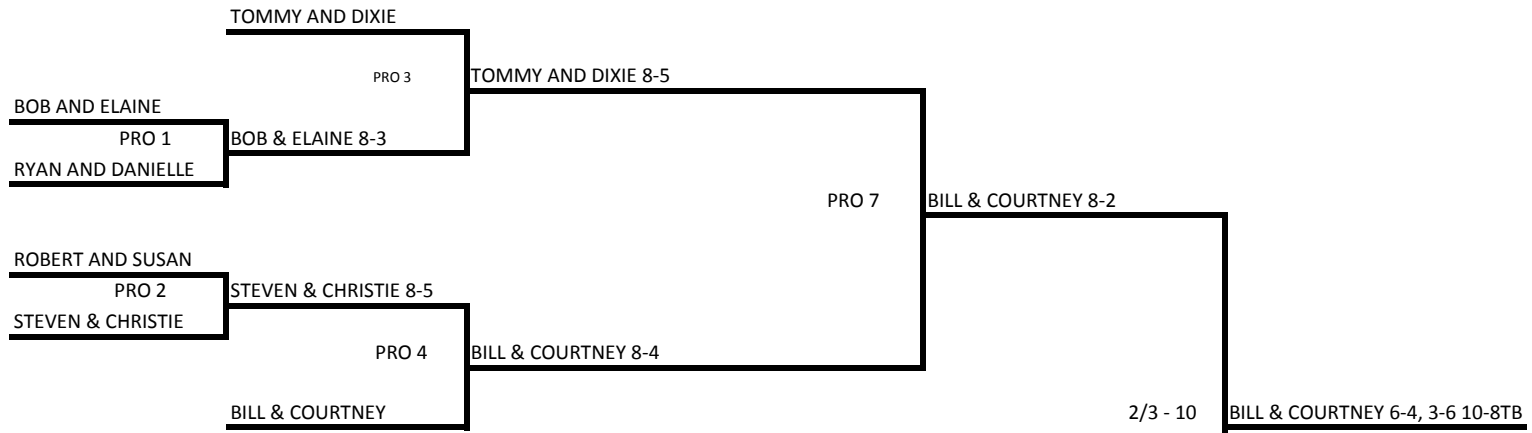 TOMMY AND DIXIE
PRO 3
TOMMY AND DIXIE 8-5
BOB AND ELAINE
PRO 1
BOB & ELAINE 8-3
RYAN AND DANIELLE
PRO 7
BILL & COURTNEY 8-2
ROBERT AND SUSAN
PRO 2
STEVEN & CHRISTIE 8-5
STEVEN & CHRISTIE
PRO 4
BILL & COURTNEY 8-4
BILL & COURTNEY
2/3 - 10
BILL & COURTNEY 6-4, 3-6 10-8TB